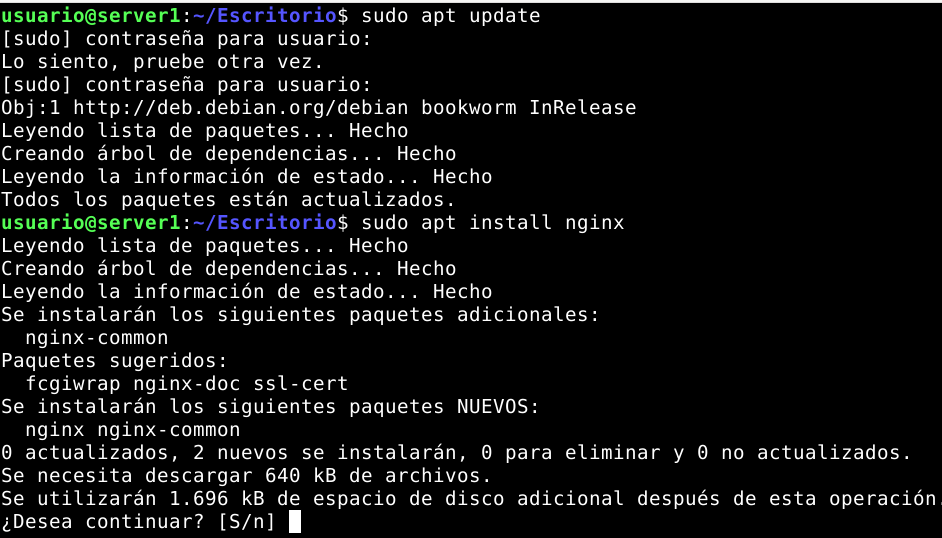 usuario@server1:~/Escritorio$ sudo apt update
[sudo] contraseña para usuario:
Lo siento, pruebe otra vez.
[sudo] contraseña para usuario:
Obj:1 http://deb.debian.org/debian bookworm InRelease
Leyendo lista de paquetes... Hecho
Creando árbol de dependencias... Hecho
Leyendo la información de estado... Hecho
Todos los paquetes están actualizados.
usuario@server1:~/Escritorio$ sudo apt install nginx
Leyendo lista de paquetes... Hecho
Creando árbol de dependencias... Hecho
Leyendo la información de estado... Hecho
Se instalarán los siguientes paquetes adicionales:
  nginx-common
Paquetes sugeridos:
  fcgiwrap nginx-doc ssl-cert
Se instalarán los siguientes paquetes NUEVOS:
  nginx nginx-common
0 actualizados, 2 nuevos se instalarán, 0 para eliminar y 0 no actualizados.
Se necesita descargar 640 kB de archivos.
Se utilizarán 1.696 kB de espacio de disco adicional después de esta operación.
¿Desea continuar? [S/n]